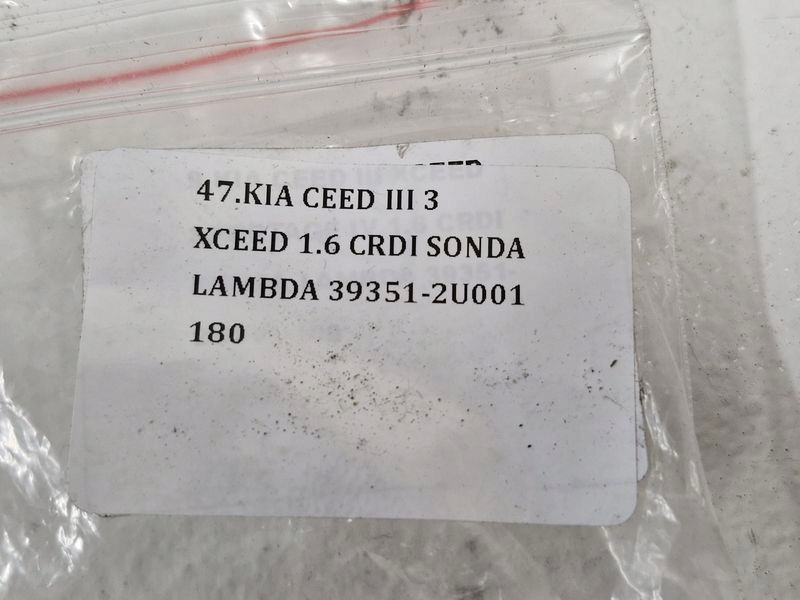 47.KIA CEED III 3
XCEED 1.6 CRDI SONDA
LAMBDA 39351-2U001
180